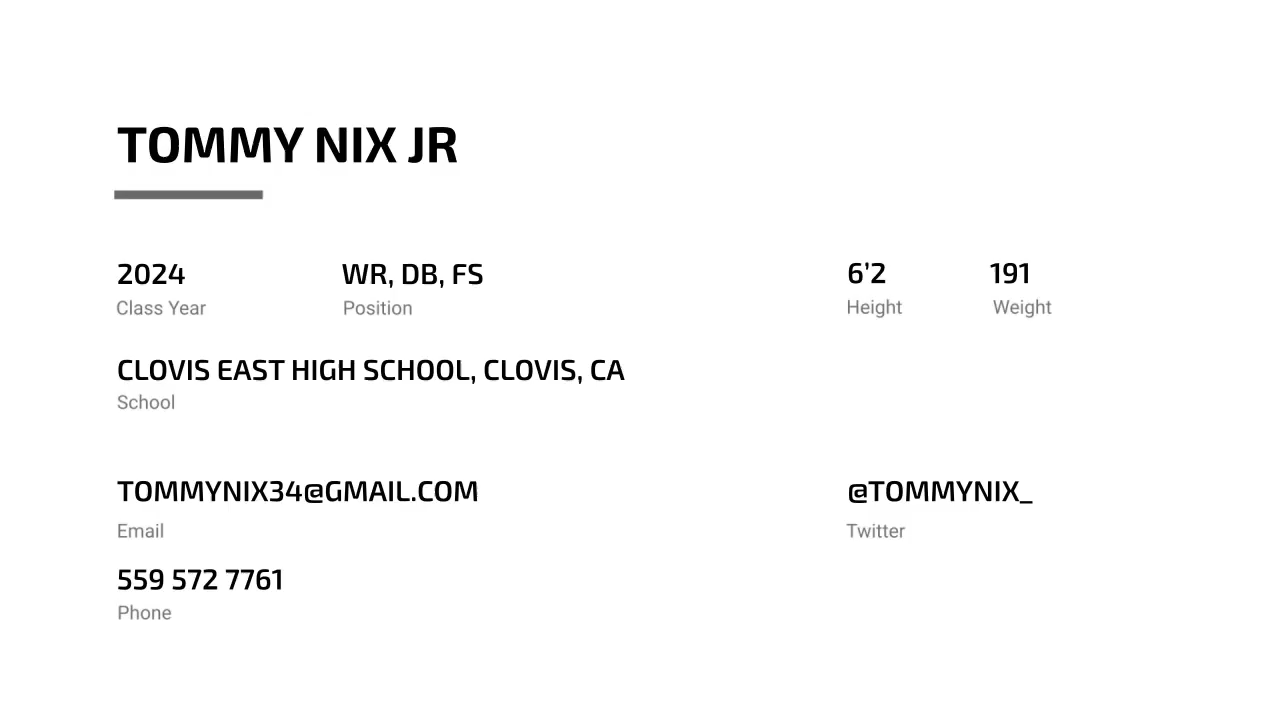 TOMMY NIX JR
2024 WR, DB, FS 6'2 191
Class Year Position Height Weight
CLOVIS EAST HIGH SCHOOL, CLOVIS, CA
School
TOMMYNIX34@GMAIL.COM @TOMMYNIX_
Email Twitter
559 572 7761
Phone